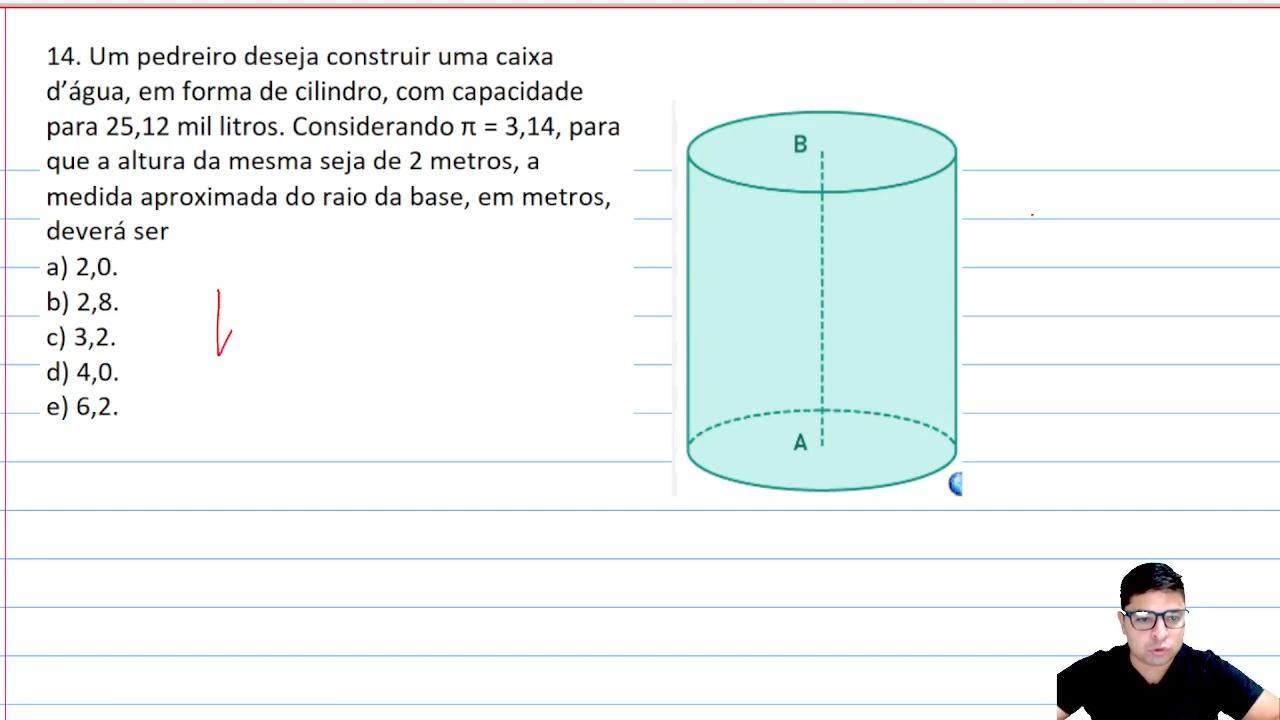 14. Um pedreiro deseja construir uma caixa
d’água, em forma de cilindro, com capacidade
para 25,12 mil litros. Considerando π = 3,14, para
que a altura da mesma seja de 2 metros, a
medida aproximada do raio da base, em metros,
deverá ser
a) 2,0.
b) 2,8.
c) 3,2.
d) 4,0.
e) 6,2.
B
A